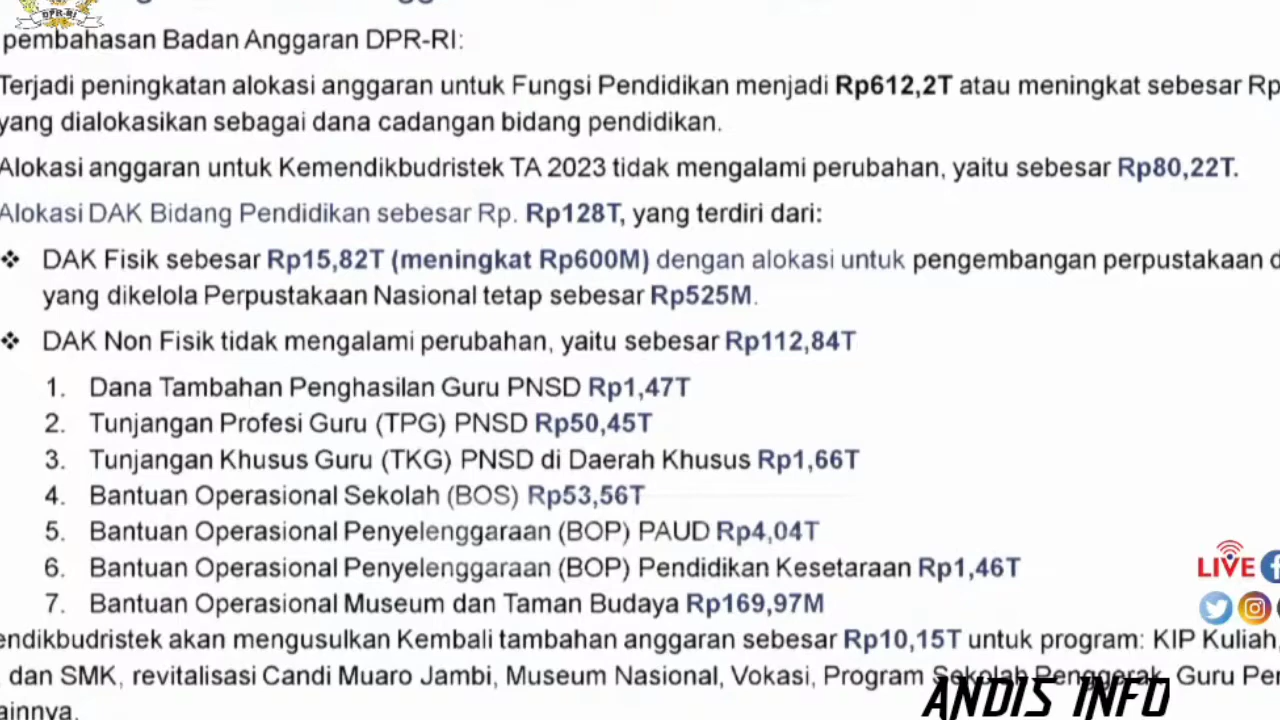 DPR-RI
pembahasan Badan Anggaran DPR-RI:
Terjadi peningkatan alokasi anggaran untuk Fungsi Pendidikan menjadi Rp612,2T atau meningkat sebesar Rp
yang dialokasikan sebagai dana cadangan bidang pendidikan.
Alokasi anggaran untuk Kemendikbudristek TA 2023 tidak mengalami perubahan, yaitu sebesar Rp80,22T.
Alokasi DAK Bidang Pendidikan sebesar Rp. Rp128T, yang terdiri dari:
❖ DAK Fisik sebesar Rp15,82T (meningkat Rp600M) dengan alokasi untuk pengembangan perpustakaan d
yang dikelola Perpustakaan Nasional tetap sebesar Rp525M.
❖ DAK Non Fisik tidak mengalami perubahan, yaitu sebesar Rp112,84T
1. Dana Tambahan Penghasilan Guru PNSD Rp1,47T
2. Tunjangan Profesi Guru (TPG) PNSD Rp50,45T
3. Tunjangan Khusus Guru (TKG) PNSD di Daerah Khusus Rp1,66T
4. Bantuan Operasional Sekolah (BOS) Rp53,56T
5. Bantuan Operasional Penyelenggaraan (BOP) PAUD Rp4,04T
6. Bantuan Operasional Penyelenggaraan (BOP) Pendidikan Kesetaraan Rp1,46T
7. Bantuan Operasional Museum dan Taman Budaya Rp169,97M
LIVE
endikbudristek akan mengusulkan Kembali tambahan anggaran sebesar Rp10,15T untuk program: KIP Kuliah,
dan SMK, revitalisasi Candi Muaro Jambi, Museum Nasional, Vokasi, Program Sekolah Penggerak, Guru Pen
ainnya.
ANDIS INFO